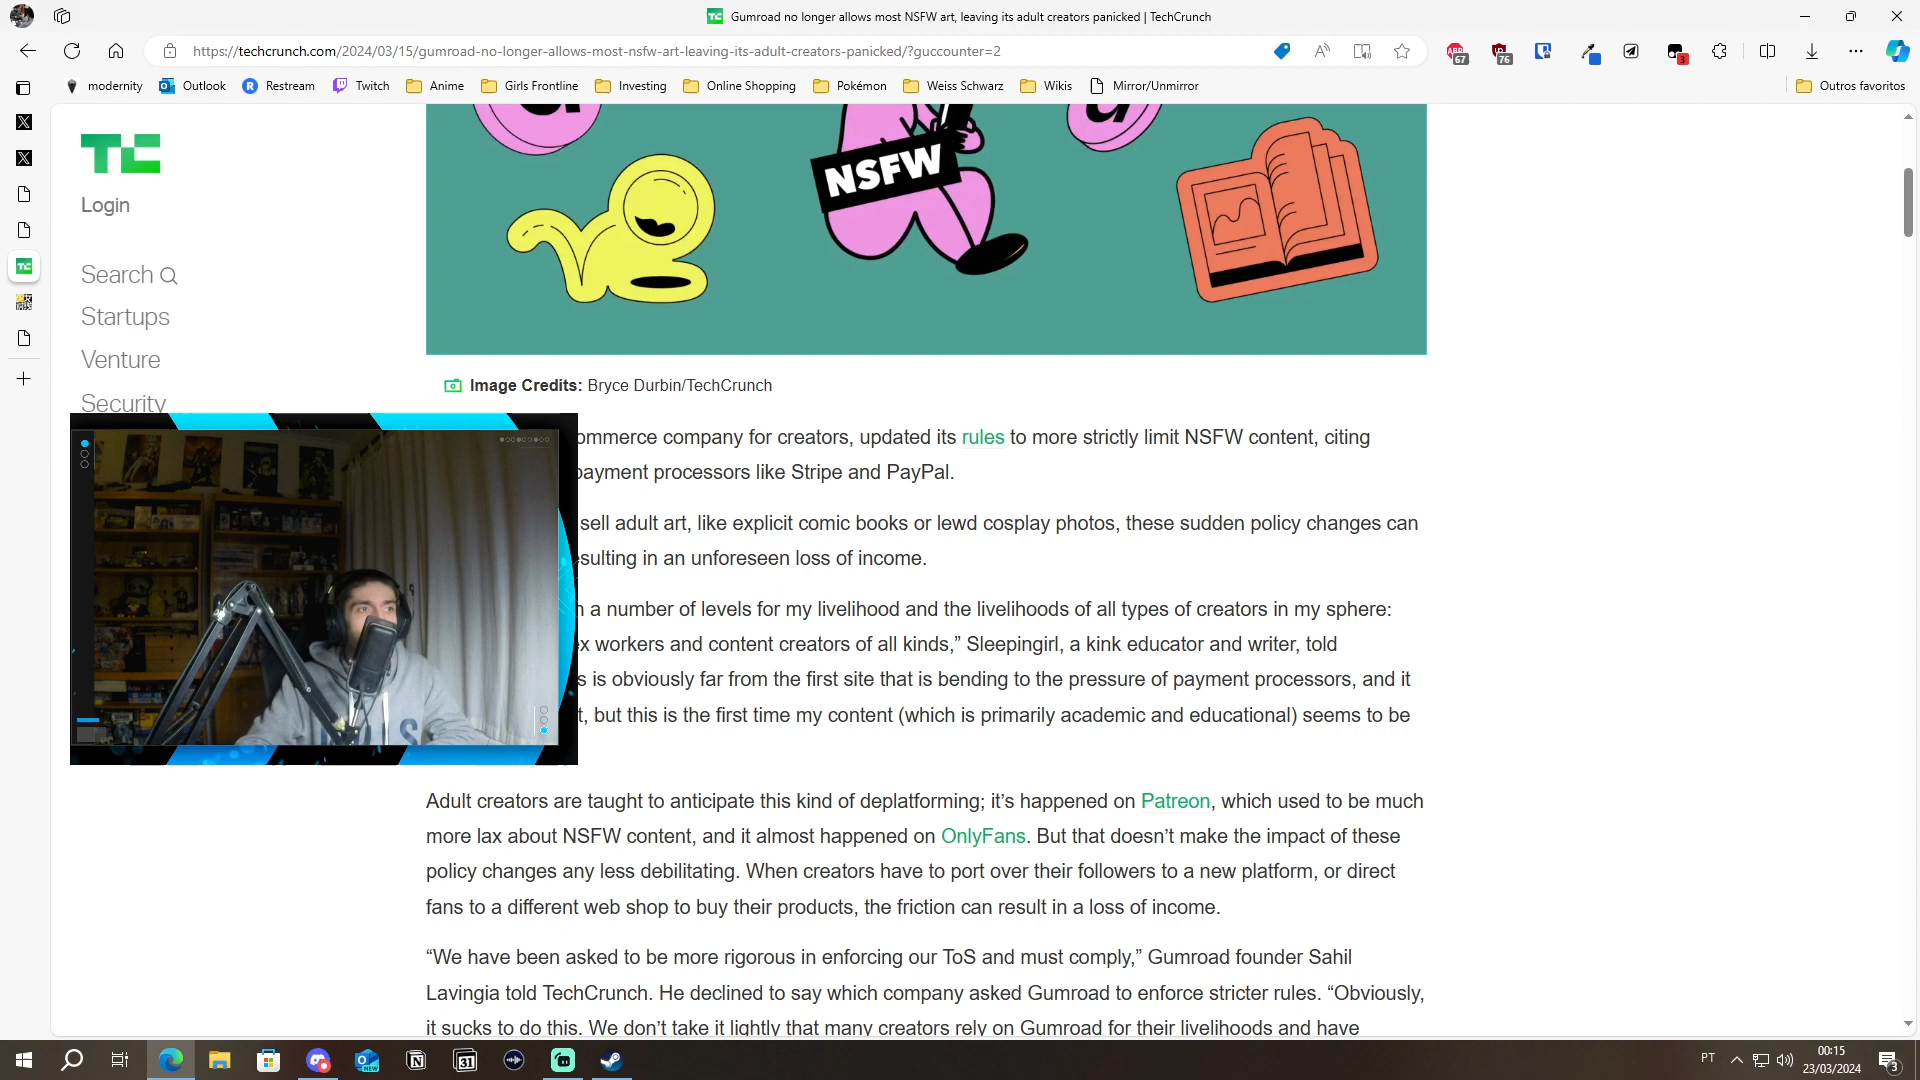 Gumroad no longer allows most NSFW art, leaving its adult creators panicked | TechCrunch
https://techcrunch.com/2024/03/15/gumroad-no-longer-allows-most-nsfw-art-leaving-its-adult-creators-panicked/?guccounter=2
67
76
3
modernity
Outlook
Restream
Twitch
Anime
Girls Frontline
Investing
Online Shopping
Pokémon
Weiss Schwarz
Wikis
Mirror/Unmirror
Outros favoritos
TC
Login
Search
Startups
Venture
Security
NSFW
Image Credits: Bryce Durbin/TechCrunch
ommerce company for creators, updated its rules to more strictly limit NSFW content, citing
payment processors like Stripe and PayPal.
sell adult art, like explicit comic books or lewd cosplay photos, these sudden policy changes can
esulting in an unforeseen loss of income.
n a number of levels for my livelihood and the livelihoods of all types of creators in my sphere:
ex workers and content creators of all kinds,” Sleepingirl, a kink educator and writer, told
s is obviously far from the first site that is bending to the pressure of payment processors, and it
t, but this is the first time my content (which is primarily academic and educational) seems to be
Adult creators are taught to anticipate this kind of deplatforming; it’s happened on Patreon, which used to be much
more lax about NSFW content, and it almost happened on OnlyFans. But that doesn’t make the impact of these
policy changes any less debilitating. When creators have to port over their followers to a new platform, or direct
fans to a different web shop to buy their products, the friction can result in a loss of income.
“We have been asked to be more rigorous in enforcing our ToS and must comply,” Gumroad founder Sahil
Lavingia told TechCrunch. He declined to say which company asked Gumroad to enforce stricter rules. “Obviously,
it sucks to do this. We don’t take it lightly that many creators rely on Gumroad for their livelihoods and have
PT
00:15
23/03/2024
3